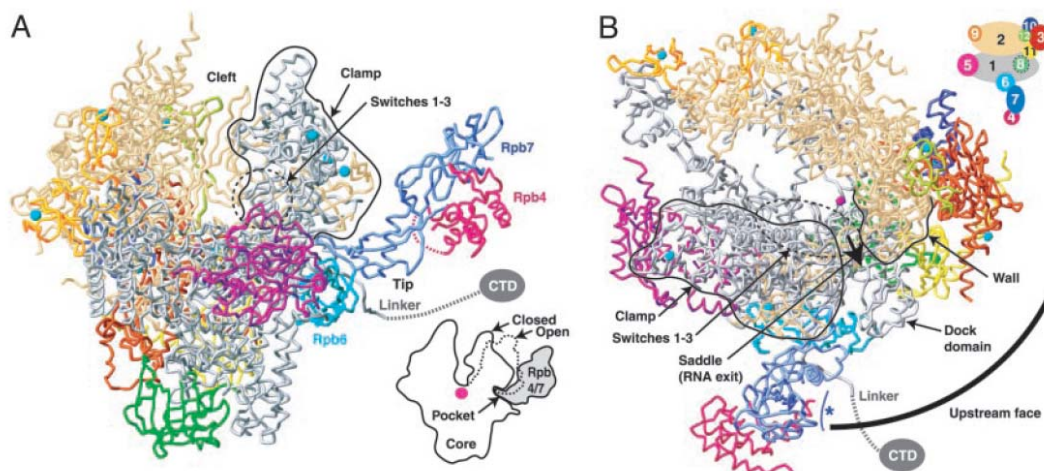 A
Cleft
Clamp
Switches 1-3
Rpb7
Rpb4
Tip
Linker
CTD
Rpb6
Closed
Open
Rpb
4/7
Pocket
Core
B
10
9
2
3
11
5
1
8
6
7
4
Wall
Clamp
Switches 1-3
Dock
domain
Saddle
(RNA exit)
Linker
*
Upstream face
CTD